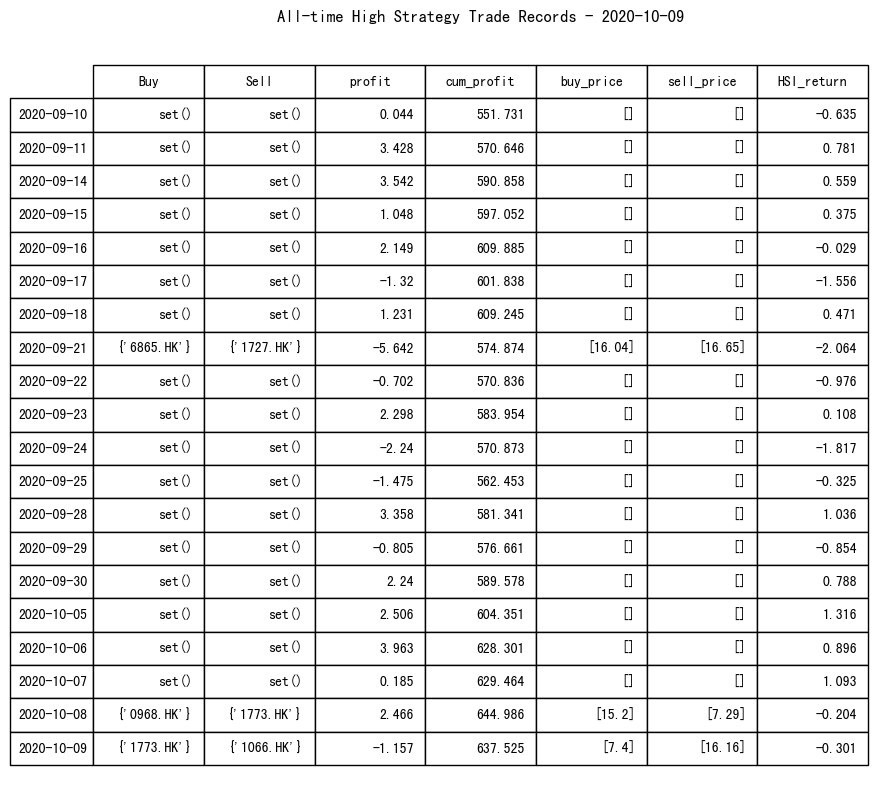 All-time High Strategy Trade Records - 2020-10-09
Buy Sell profit cum_profit buy_price sell_price HSI_return
2020-09-10 set() set() 0.044 551.731 [] [] -0.635
2020-09-11 set() set() 3.428 570.646 [] [] 0.781
2020-09-14 set() set() 3.542 590.858 [] [] 0.559
2020-09-15 set() set() 1.048 597.052 [] [] 0.375
2020-09-16 set() set() 2.149 609.885 [] [] -0.029
2020-09-17 set() set() -1.32 601.838 [] [] -1.556
2020-09-18 set() set() 1.231 609.245 [] [] 0.471
2020-09-21 {'6865.HK'} {'1727.HK'} -5.642 574.874 [16.04] [16.65] -2.064
2020-09-22 set() set() -0.702 570.836 [] [] -0.976
2020-09-23 set() set() 2.298 583.954 [] [] 0.108
2020-09-24 set() set() -2.24 570.873 [] [] -1.817
2020-09-25 set() set() -1.475 562.453 [] [] -0.325
2020-09-28 set() set() 3.358 581.341 [] [] 1.036
2020-09-29 set() set() -0.805 576.661 [] [] -0.854
2020-09-30 set() set() 2.24 589.578 [] [] 0.788
2020-10-05 set() set() 2.506 604.351 [] [] 1.316
2020-10-06 set() set() 3.963 628.301 [] [] 0.896
2020-10-07 set() set() 0.185 629.464 [] [] 1.093
2020-10-08 {'0968.HK'} {'1773.HK'} 2.466 644.986 [15.2] [7.29] -0.204
2020-10-09 {'1773.HK'} {'1066.HK'} -1.157 637.525 [7.4] [16.16] -0.301